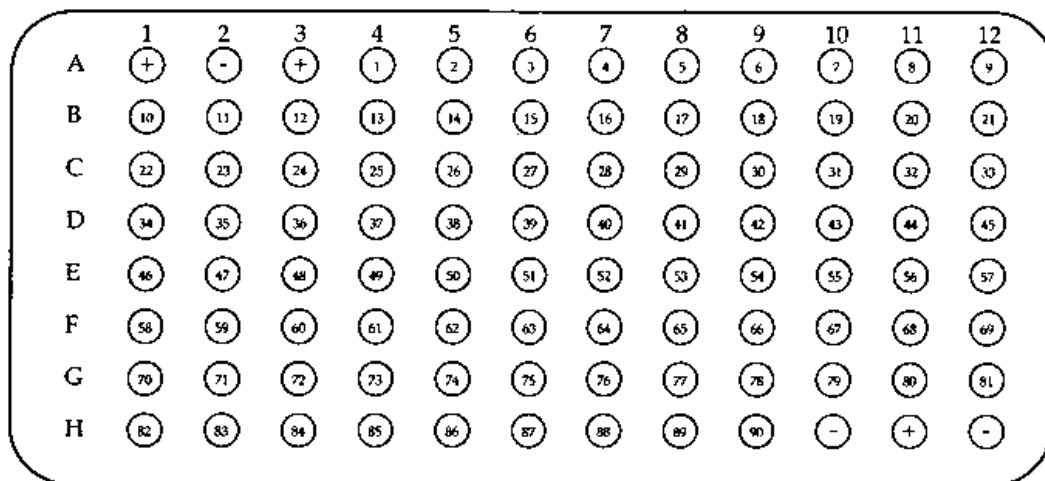 1 2 3 4 5 6 7 8 9 10 11 12
A + - + 1 2 3 4 5 6 7 8 9
B 10 11 12 13 14 15 16 17 18 19 20 21
C 22 23 24 25 26 27 28 29 30 31 32 33
D 34 35 36 37 38 39 40 41 42 43 44 45
E 46 47 48 49 50 51 52 53 54 55 56 57
F 58 59 60 61 62 63 64 65 66 67 68 69
G 70 71 72 73 74 75 76 77 78 79 80 81
H 82 83 84 85 86 87 88 89 90 - + -